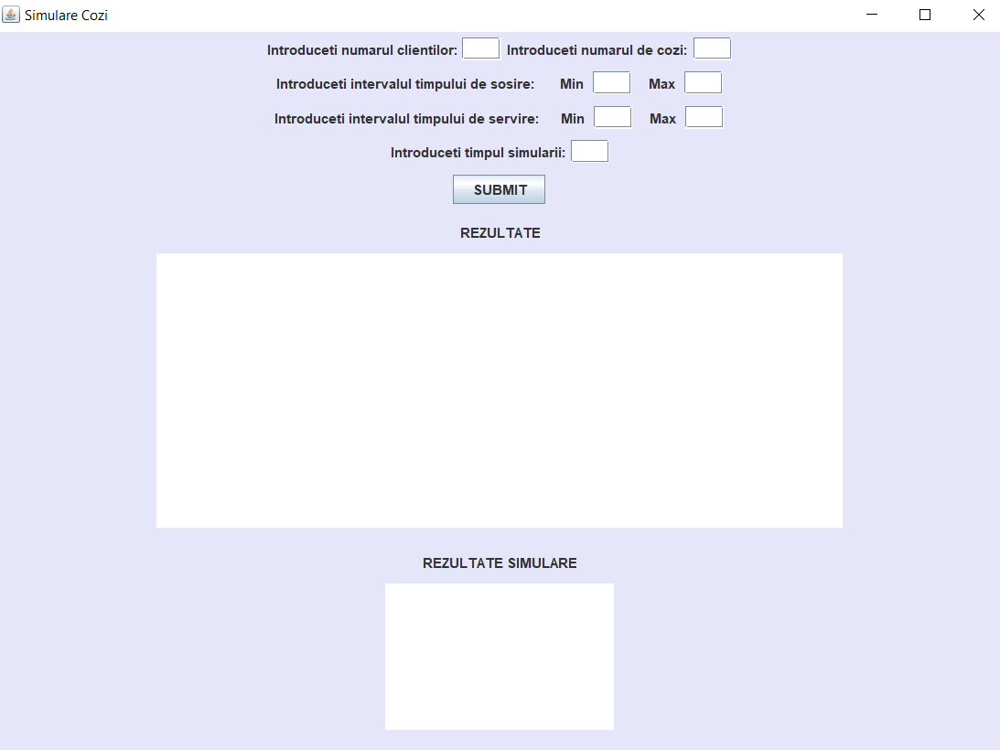 Simulare Cozi
Introduceti numarul clientilor: Introduceti numarul de cozi:
Introduceti intervalul timpului de sosire: Min Max
Introduceti intervalul timpului de servire: Min Max
Introduceti timpul simularii:
SUBMIT
REZULTATE
REZULTATE SIMULARE